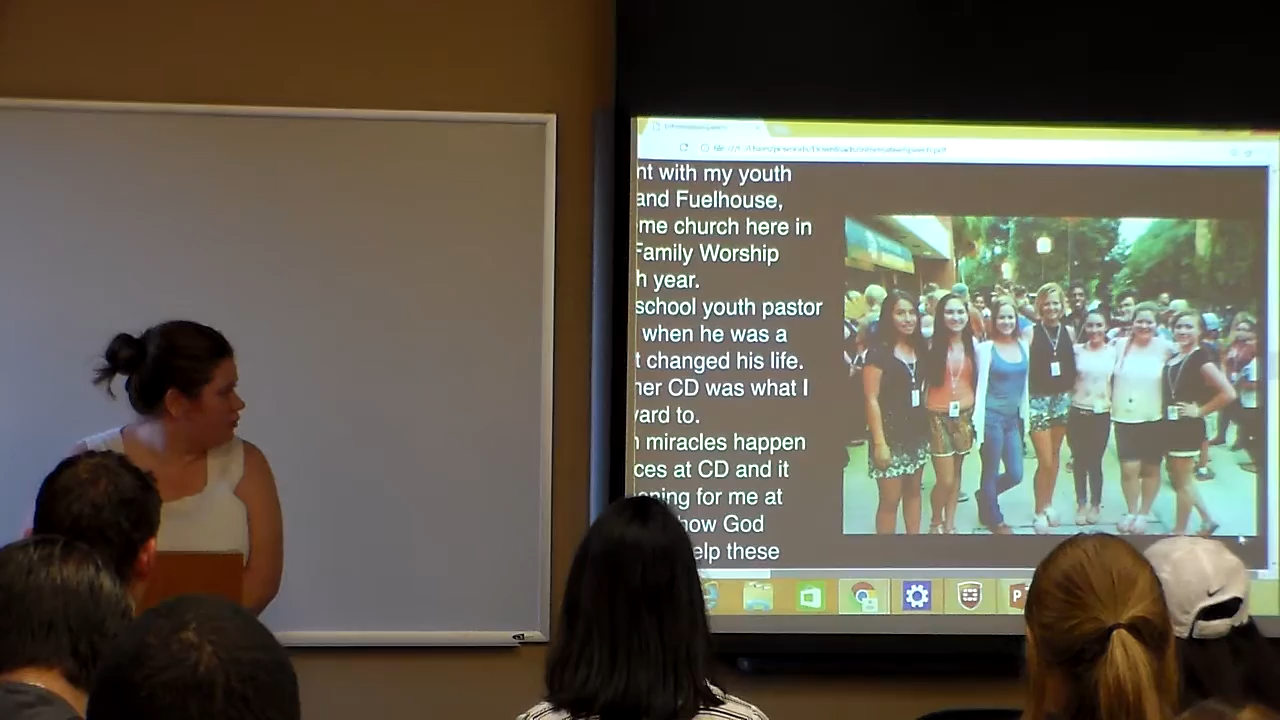 nt with my youth
and Fuelhouse,
me church here in
Family Worship
h year.
school youth pastor
when he was a
t changed his life.
her CD was what I
ward to.
n miracles happen
ces at CD and it
ening for me at
how God
elp these